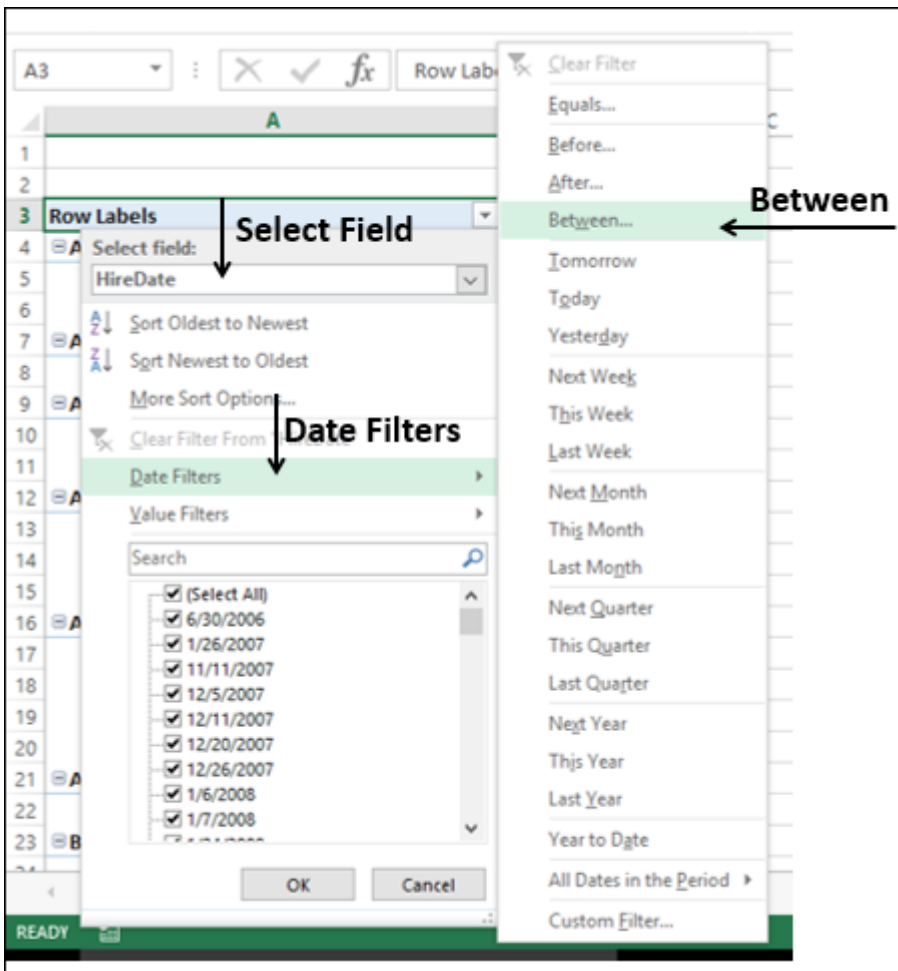 A3 fx Row Lab
A C
1
2
3 Row Labels
Select Field
Between
4 A Select field:
5 HireDate
6 Sort Oldest to Newest
7 A Sort Newest to Oldest
8
9 A More Sort Options...
Date Filters
10 Clear Filter From
11 Date Filters
12 A
13 Value Filters
14 Search
15 (Select All)
16 A 6/30/2006
17 1/26/2007
11/11/2007
18 12/5/2007
19 12/11/2007
20 12/20/2007
21 A 12/26/2007
22 1/6/2008
1/7/2008
23 B
OK Cancel
READY
Clear Filter
Equals...
Before...
After...
Between...
Tomorrow
Today
Yesterday
Next Week
This Week
Last Week
Next Month
This Month
Last Month
Next Quarter
This Quarter
Last Quarter
Next Year
This Year
Last Year
Year to Date
All Dates in the Period
Custom Filter...